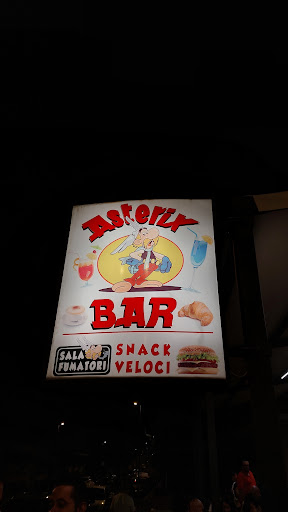 Asterix
BAR
SALA
FUMATORI
SNACK
VELOCI